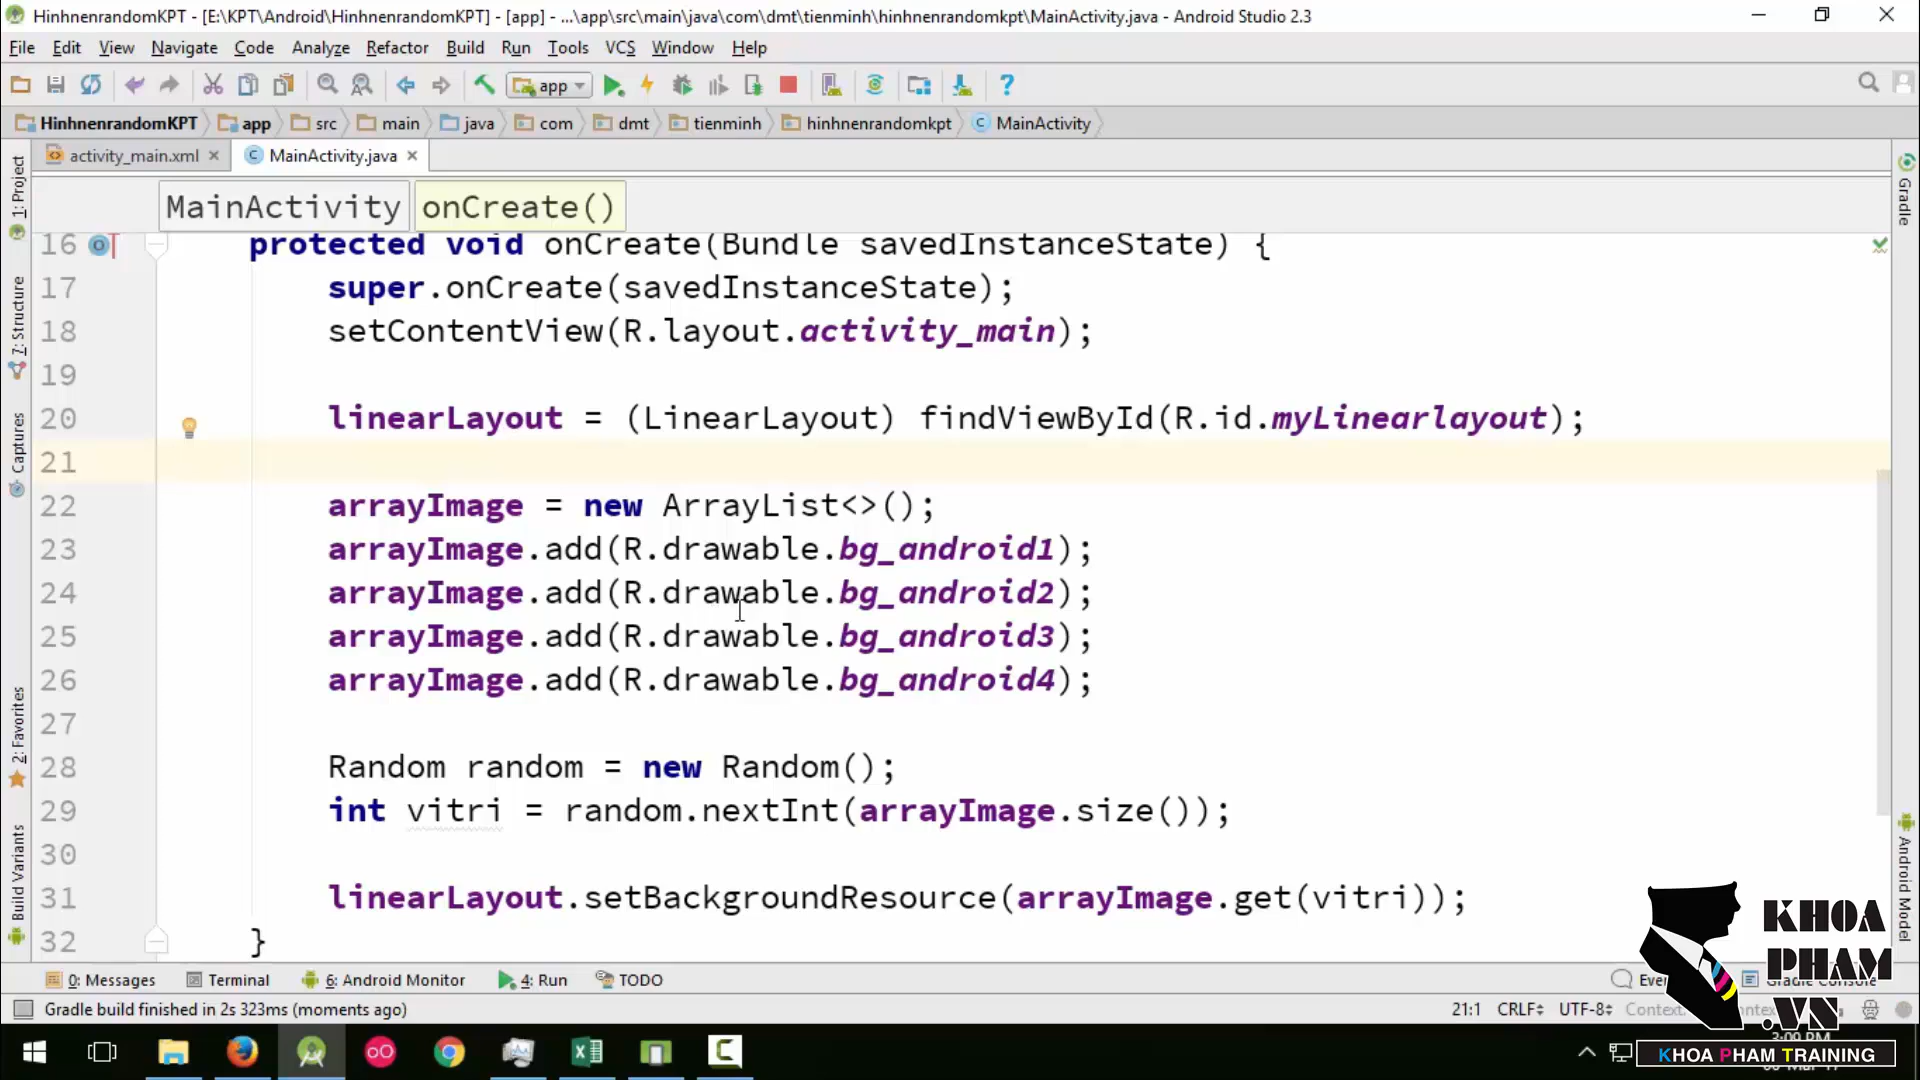 HinhnenrandomKPT - [E:\KPT\Android\HinhnenrandomKPT] - [app] - ...\app\src\main\java\com\dmt\tienminh\hinhnenrandomkpt\MainActivity.java - Android Studio 2.3
File Edit View Navigate Code Analyze Refactor Build Run Tools VCS Window Help
app
HinhnenrandomKPT app src main java com dmt tienminh hinhnenrandomkpt MainActivity
activity_main.xml MainActivity.java
MainActivity onCreate()
16 protected void onCreate(Bundle savedInstanceState) {
17 super.onCreate(savedInstanceState);
18 setContentView(R.layout.activity_main);
19
20 linearLayout = (LinearLayout) findViewById(R.id.myLinearlayout);
21
22 arrayImage = new ArrayList<>();
23 arrayImage.add(R.drawable.bg_android1);
24 arrayImage.add(R.drawable.bg_android2);
25 arrayImage.add(R.drawable.bg_android3);
26 arrayImage.add(R.drawable.bg_android4);
27
28 Random random = new Random();
29 int vitri = random.nextInt(arrayImage.size());
30
31 linearLayout.setBackgroundResource(arrayImage.get(vitri));
32 }
1: Project
7: Structure
Captures
2: Favorites
Build Variants
Gradle
Android Model
0: Messages Terminal 6: Android Monitor 4: Run TODO
Gradle build finished in 2s 323ms (moments ago) 21:1 CRLF UTF-8
KHOA
PHAM
.VN
KHOA PHAM TRAINING